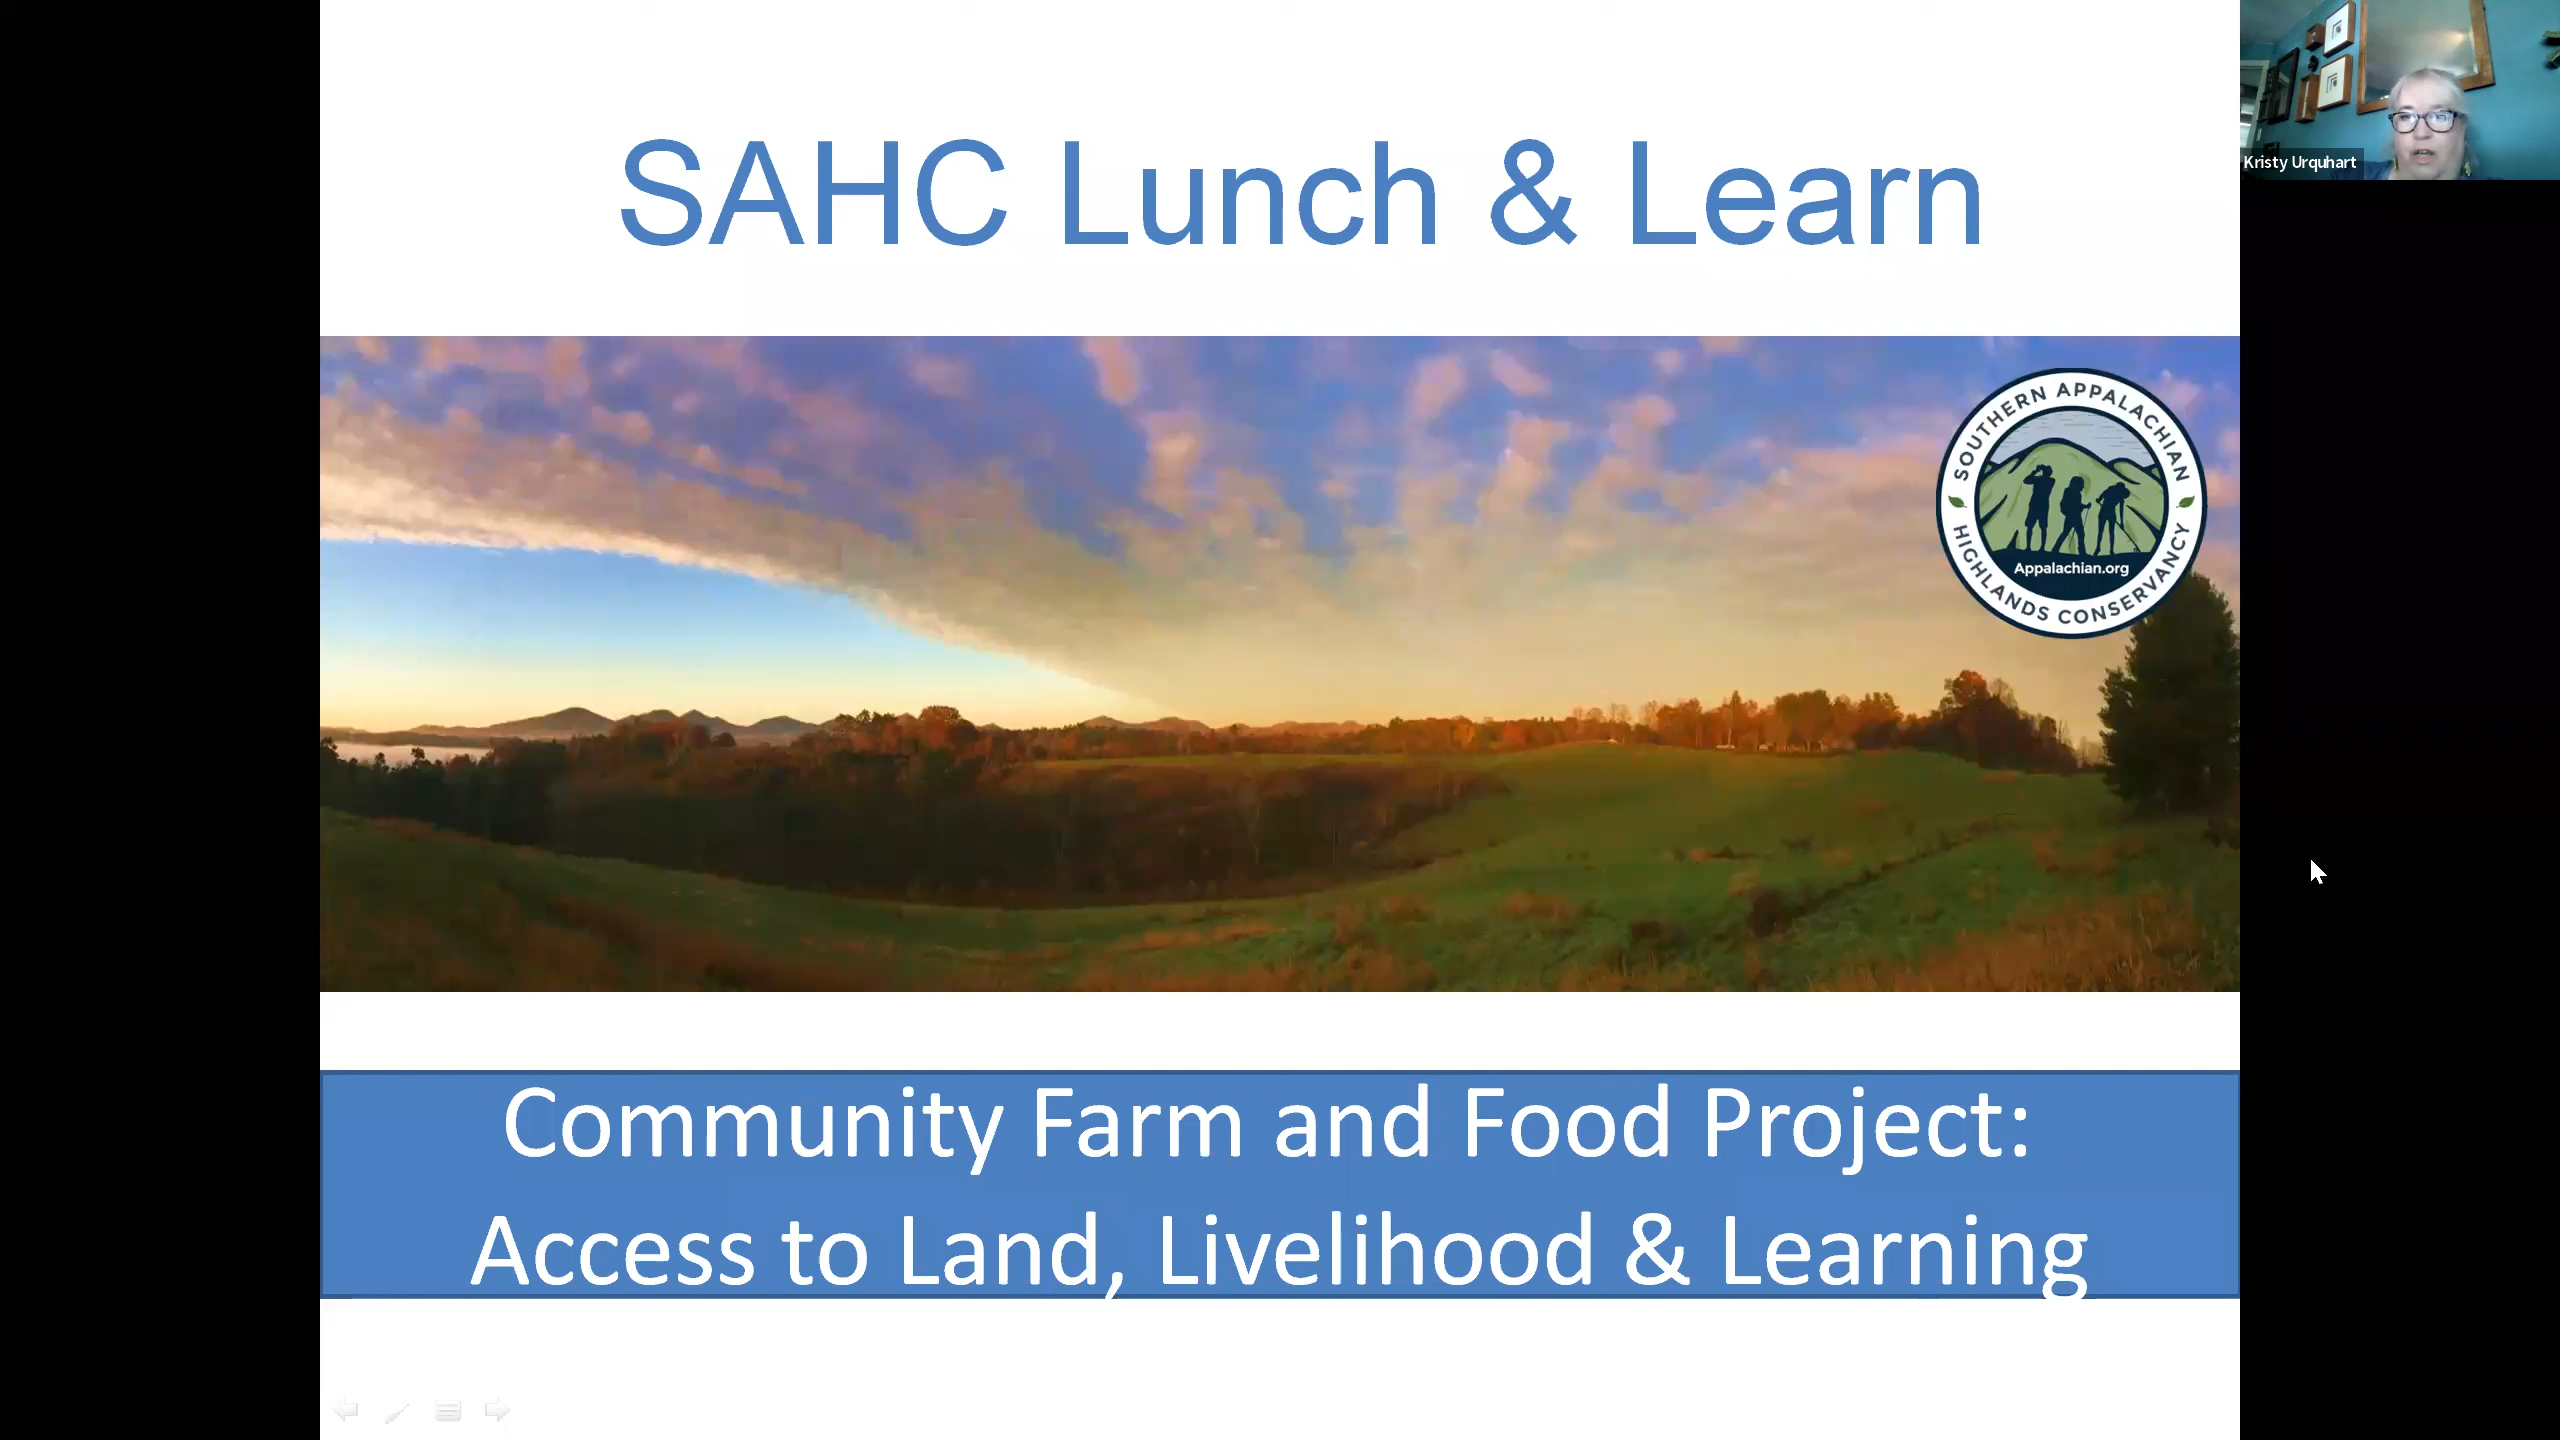 SAHC Lunch & Learn
Kristy Urquhart
SOUTHERN APPALACHIAN
HIGHLANDS CONSERVANCY
Appalachian.org
Community Farm and Food Project:
Access to Land, Livelihood & Learning